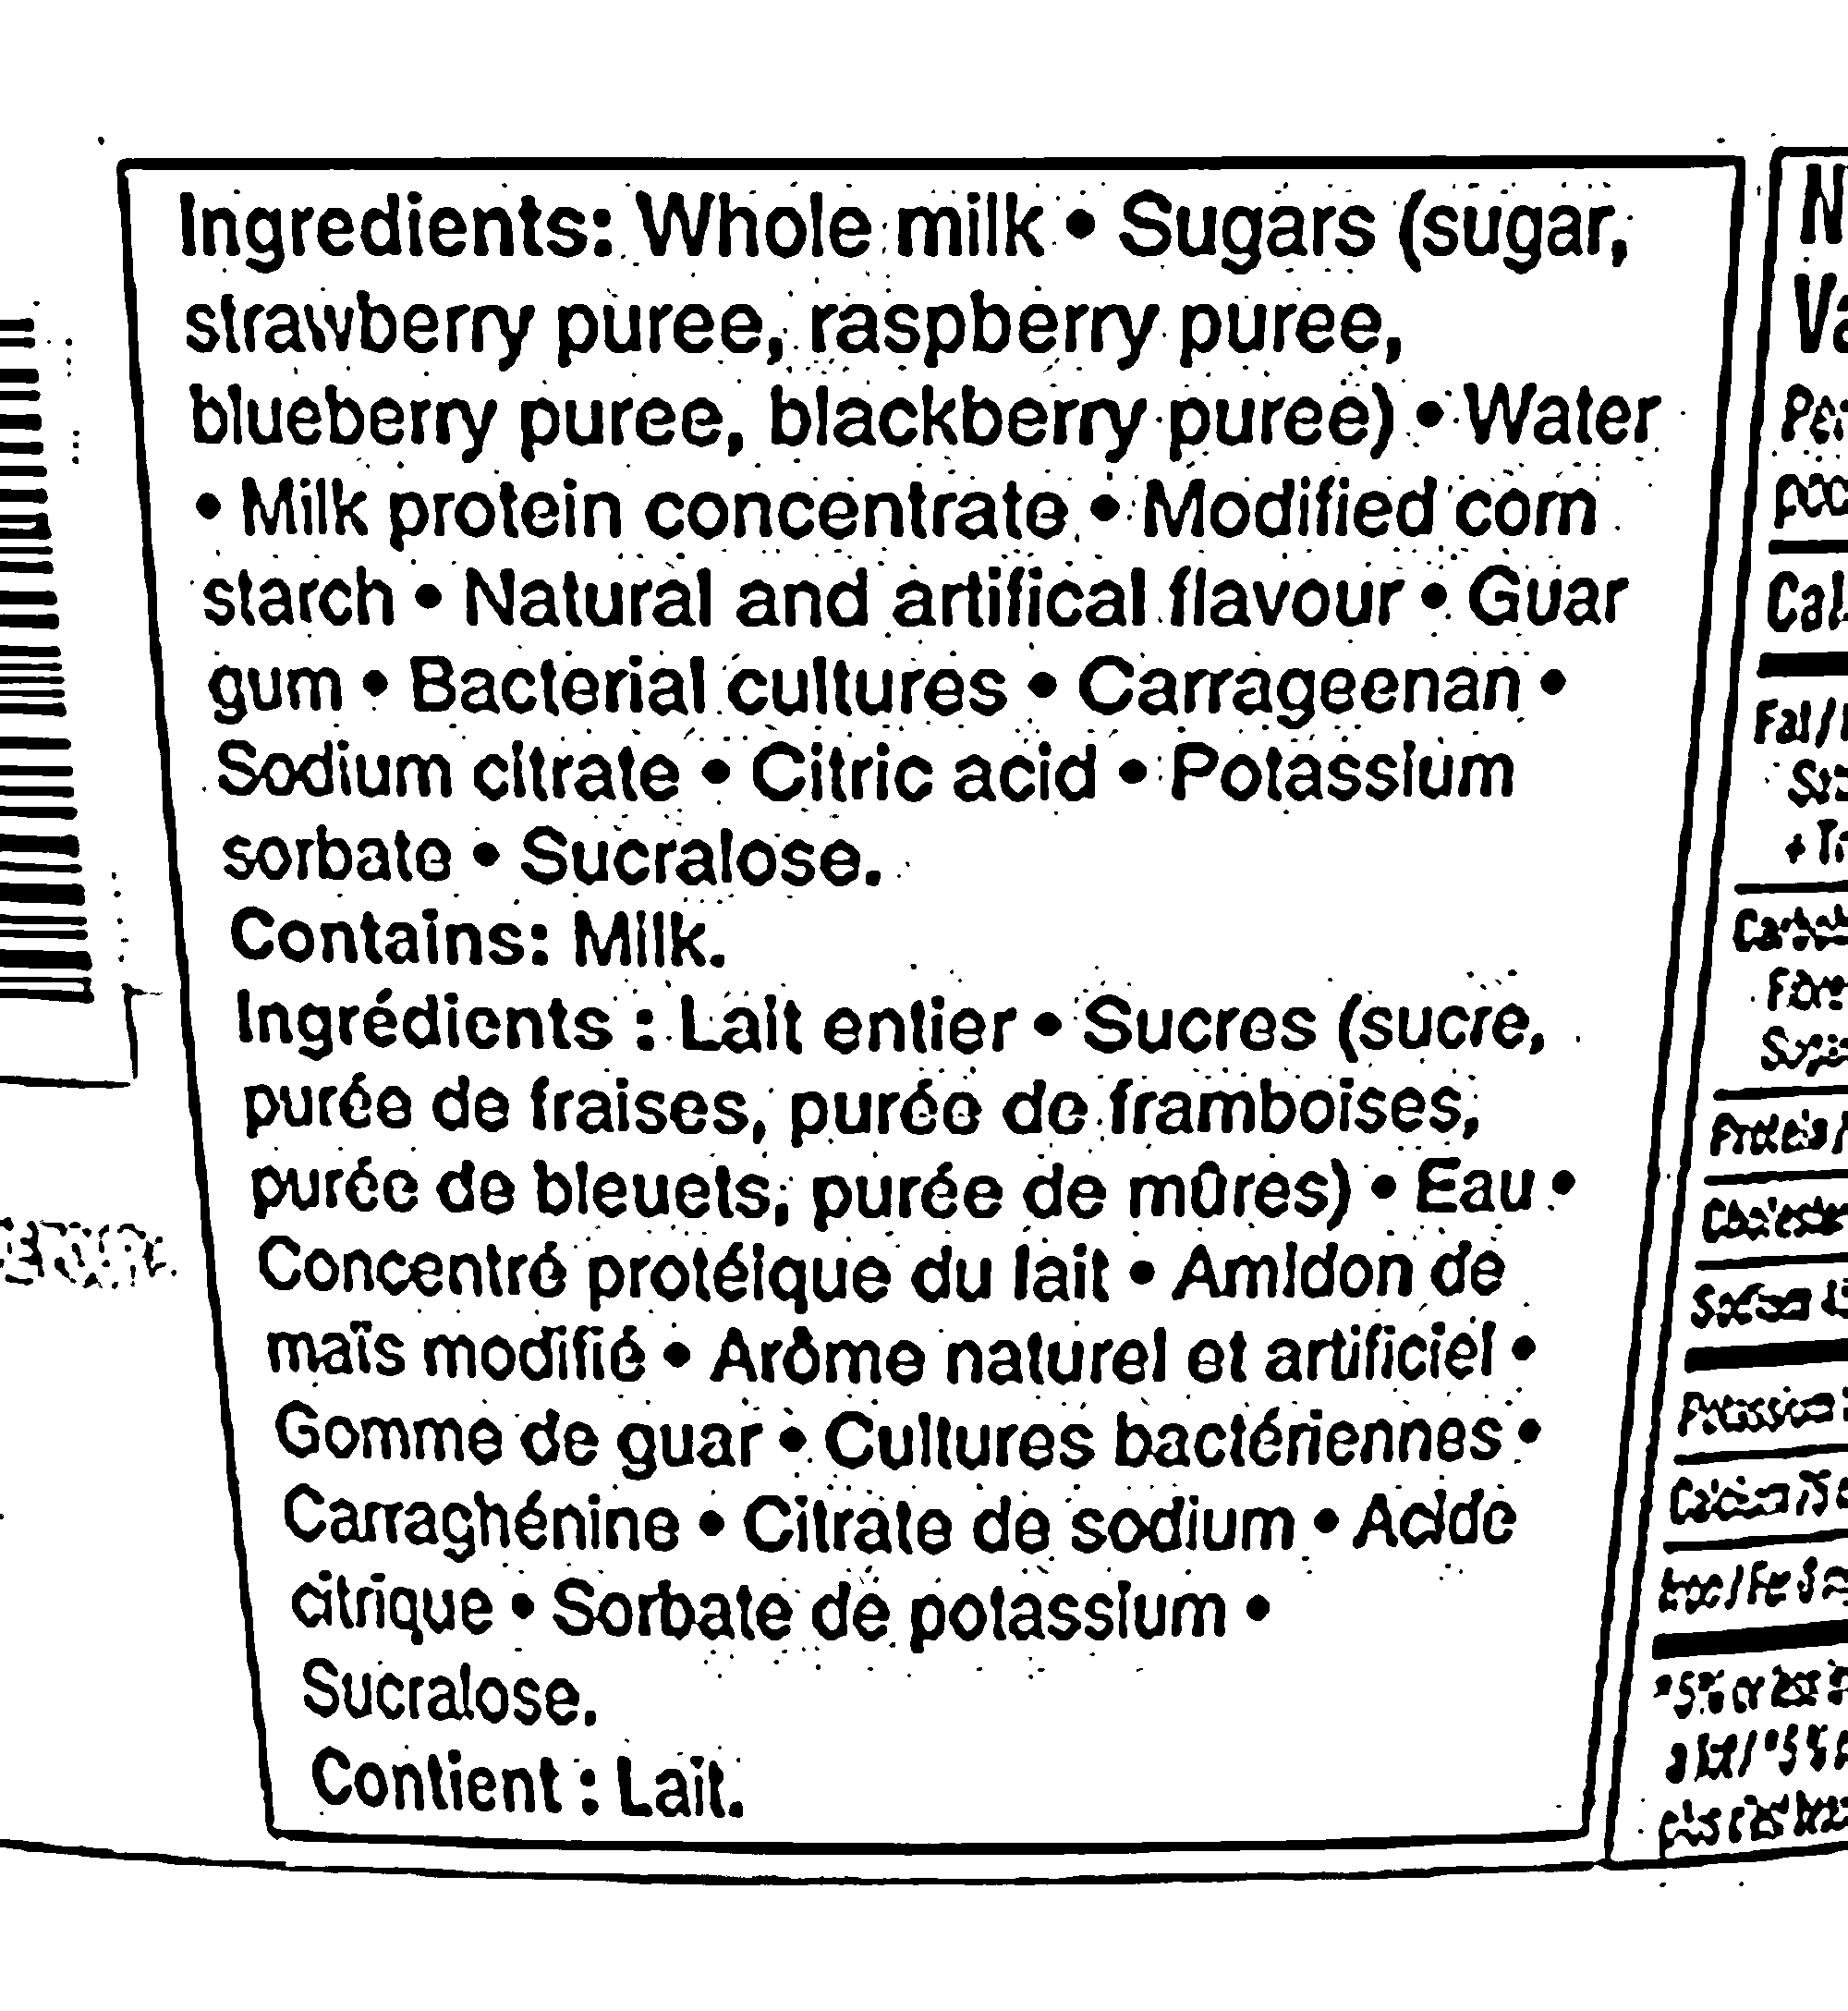 Ingredients: Whole milk • Sugars (sugar,
strawberry puree, raspberry puree,
blueberry puree, blackberry puree) • Water
• Milk protein concentrate • Modified corn
starch • Natural and artifical flavour • Guar
gum • Bacterial cultures • Carrageenan •
Sodium citrate • Citric acid • Potassium
sorbate • Sucralose.
Contains: Milk.
Ingrédients : Lait entier • Sucres (sucre,
purée de fraises, purée de framboises,
purée de bleuets, purée de mûres) • Eau •
Concentré protéique du lait • Amidon de
maïs modifié • Arôme naturel et artificiel •
Gomme de guar • Cultures bactériennes •
Carraghénine • Citrate de sodium • Acide
citrique • Sorbate de potassium •
Sucralose.
Contient : Lait.
N
Va
Per
Cal
Fat /